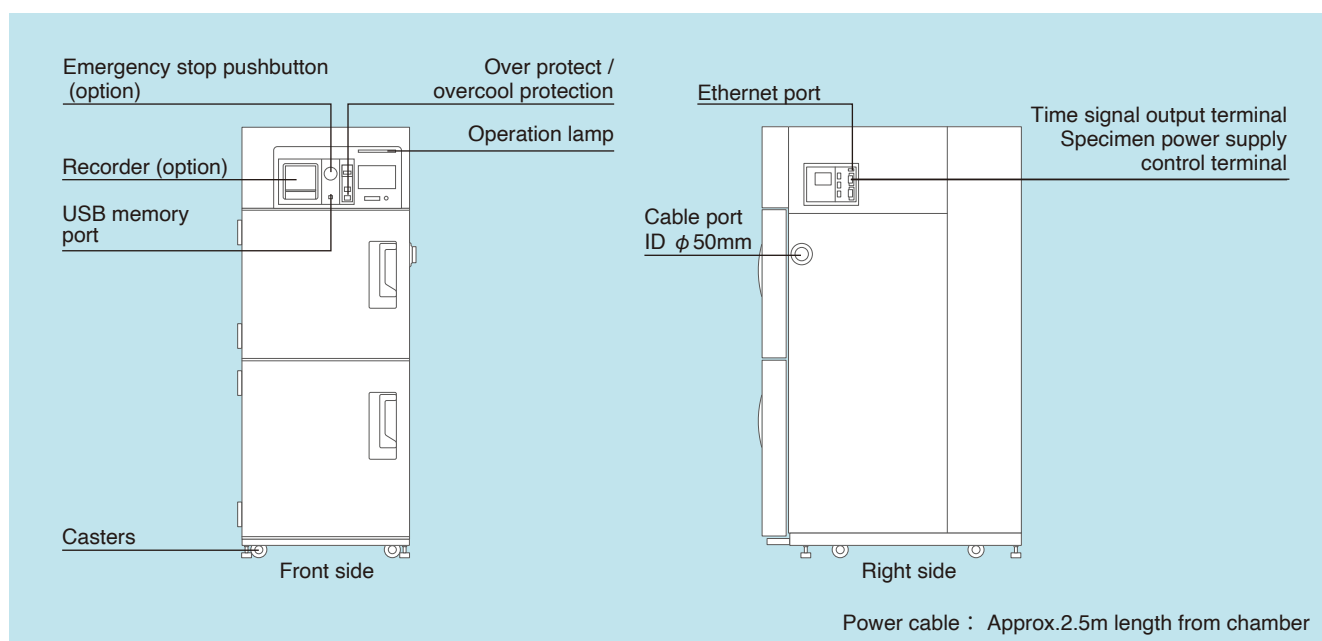 Emergency stop pushbutton
(option)
Over protect /
overcool protection
Operation lamp
Recorder (option)
USB memory
port
Casters
Front side
Ethernet port
Time signal output terminal
Specimen power supply
control terminal
Cable port
ID φ50mm
Right side
Power cable : Approx.2.5m length from chamber